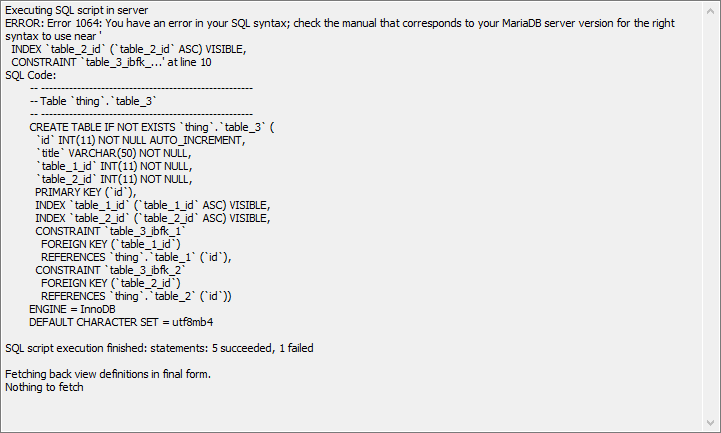 Executing SQL script in server
ERROR: Error 1064: You have an error in your SQL syntax; check the manual that corresponds to your MariaDB server version for the right
syntax to use near '
INDEX `table_2_id` (`table_2_id` ASC) VISIBLE,
CONSTRAINT `table_3_ibfk_...' at line 10
SQL Code:
-- -----------------------------------------------------
-- Table `thing`.`table_3`
-- -----------------------------------------------------
CREATE TABLE IF NOT EXISTS `thing`.`table_3` (
`id` INT(11) NOT NULL AUTO_INCREMENT,
`title` VARCHAR(50) NOT NULL,
`table_1_id` INT(11) NOT NULL,
`table_2_id` INT(11) NOT NULL,
PRIMARY KEY (`id`),
INDEX `table_1_id` (`table_1_id` ASC) VISIBLE,
INDEX `table_2_id` (`table_2_id` ASC) VISIBLE,
CONSTRAINT `table_3_ibfk_1`
FOREIGN KEY (`table_1_id`)
REFERENCES `thing`.`table_1` (`id`),
CONSTRAINT `table_3_ibfk_2`
FOREIGN KEY (`table_2_id`)
REFERENCES `thing`.`table_2` (`id`))
ENGINE = InnoDB
DEFAULT CHARACTER SET = utf8mb4
SQL script execution finished: statements: 5 succeeded, 1 failed
Fetching back view definitions in final form.
Nothing to fetch